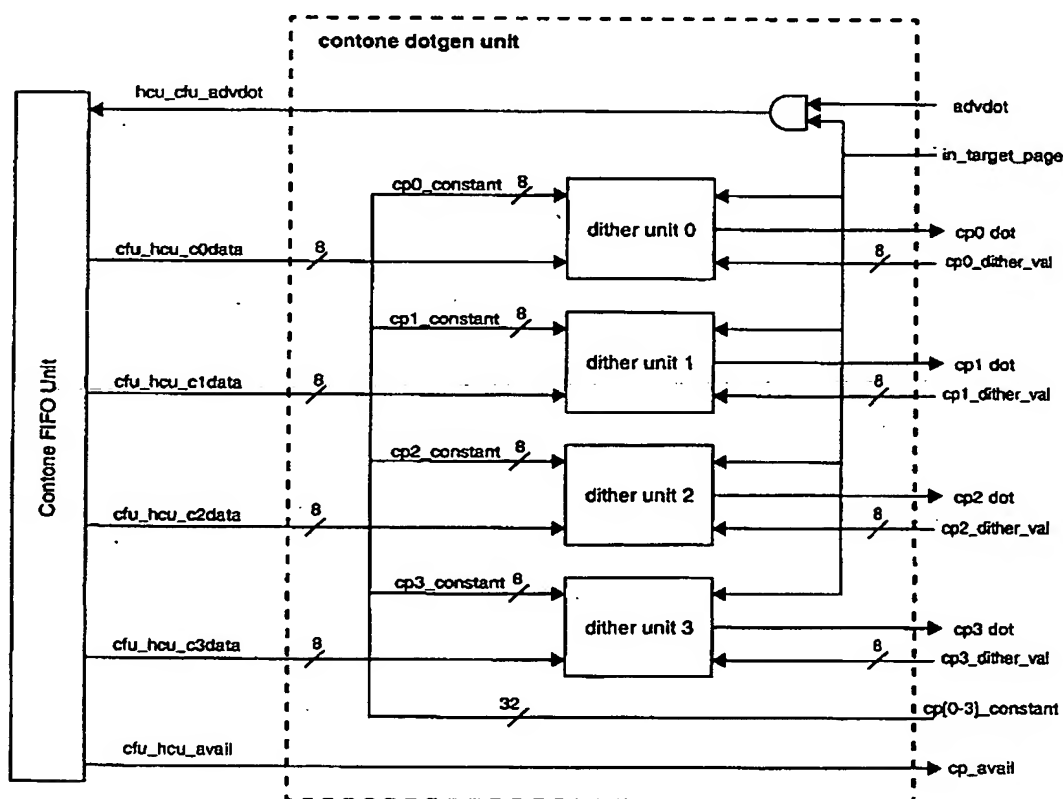 contone dotgen unit
hcu_cfu_advdot
advdot
in_target_page
cp0_constant
8
dither unit 0
cp0 dot
cfu_hcu_c0data
8
8
cp0_dither_val
cp1_constant
8
dither unit 1
cp1 dot
cfu_hcu_c1data
8
8
cp1_dither_val
Contone FIFO Unit
cp2_constant
8
dither unit 2
cp2 dot
cfu_hcu_c2data
8
8
cp2_dither_val
cp3_constant
8
dither unit 3
cp3 dot
cfu_hcu_c3data
8
8
cp3_dither_val
32
cp[0-3]_constant
cfu_hcu_avail
cp_avail